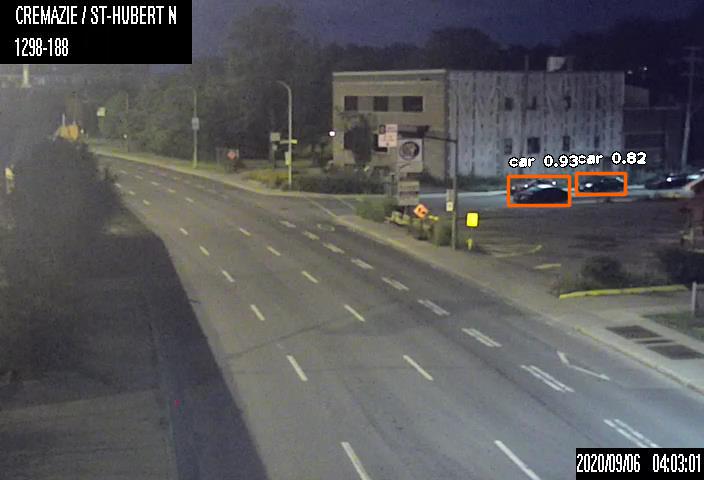 CREMAZIE / ST-HUBERT N
1298-188
car 0.93
car 0.82
2020/09/06 04:03:01